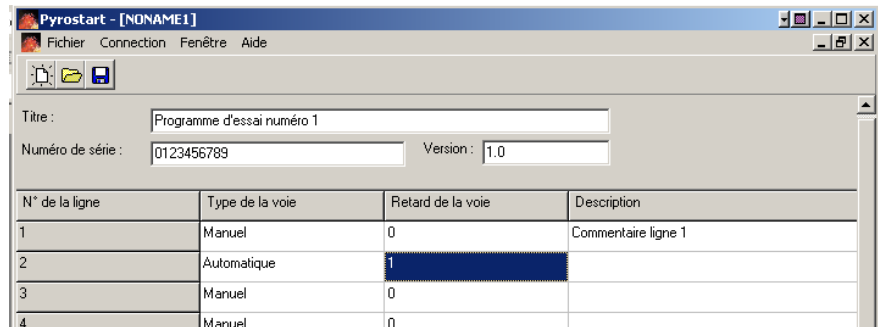 Pyrostart - [NONAME1]
Fichier Connection Fenêtre Aide
Titre : Programme d'essai numéro 1
Numéro de série : 0123456789 Version : 1.0
N° de la ligne Type de la voie Retard de la voie Description
1 Manuel 0 Commentaire ligne 1
2 Automatique 1
3 Manuel 0
4 Manuel 0